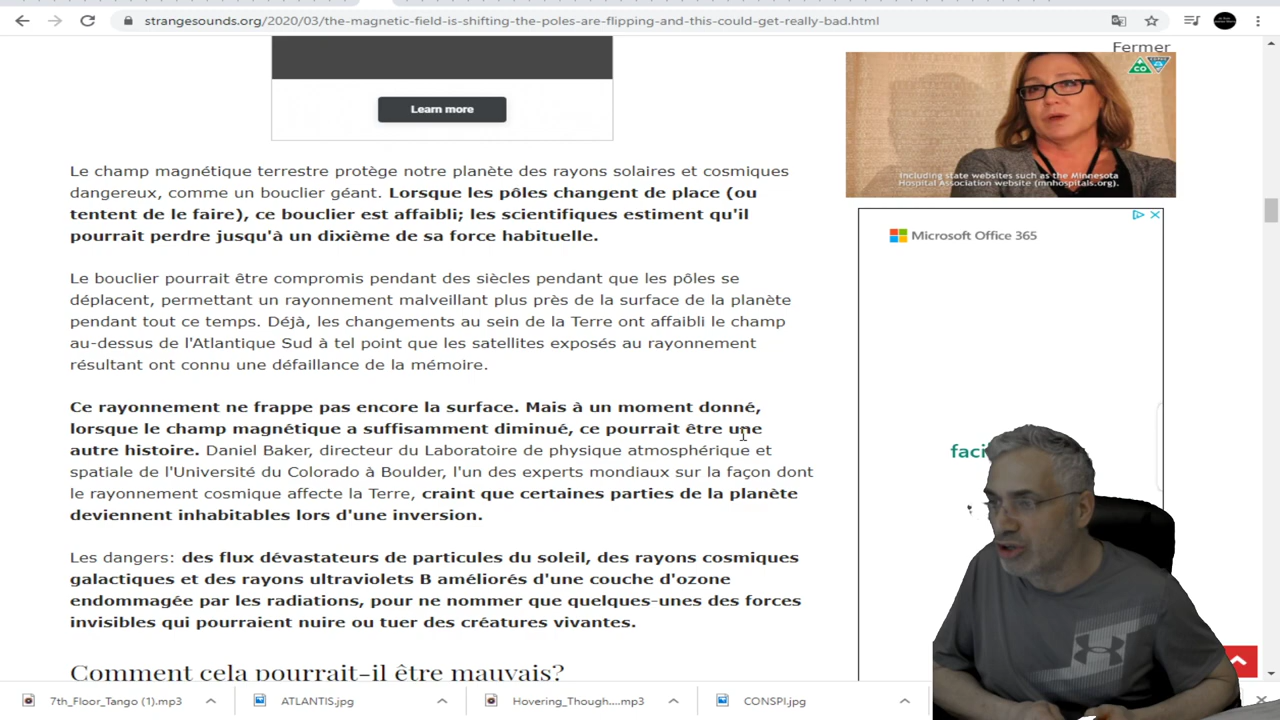 strangesounds.org/2020/03/the-magnetic-field-is-shifting-the-poles-are-flipping-and-this-could-get-really-bad.html
Fermer
Learn more
Including state websites such as the Minnesota
Hospital Association website (mnhospitals.org).
CO
Le champ magnétique terrestre protège notre planète des rayons solaires et cosmiques
dangereux, comme un bouclier géant. Lorsque les pôles changent de place (ou
tentent de le faire), ce bouclier est affaibli; les scientifiques estiment qu'il
pourrait perdre jusqu'à un dixième de sa force habituelle.
Microsoft Office 365
Le bouclier pourrait être compromis pendant des siècles pendant que les pôles se
déplacent, permettant un rayonnement malveillant plus près de la surface de la planète
pendant tout ce temps. Déjà, les changements au sein de la Terre ont affaibli le champ
au-dessus de l'Atlantique Sud à tel point que les satellites exposés au rayonnement
résultant ont connu une défaillance de la mémoire.
Ce rayonnement ne frappe pas encore la surface. Mais à un moment donné,
lorsque le champ magnétique a suffisamment diminué, ce pourrait être une
autre histoire. Daniel Baker, directeur du Laboratoire de physique atmosphérique et
spatiale de l'Université du Colorado à Boulder, l'un des experts mondiaux sur la façon dont
le rayonnement cosmique affecte la Terre, craint que certaines parties de la planète
deviennent inhabitables lors d'une inversion.
faci
Les dangers: des flux dévastateurs de particules du soleil, des rayons cosmiques
galactiques et des rayons ultraviolets B améliorés d'une couche d'ozone
endommagée par les radiations, pour ne nommer que quelques-unes des forces
invisibles qui pourraient nuire ou tuer des créatures vivantes.
Comment cela pourrait-il être mauvais?
7th_Floor_Tango (1).mp3
ATLANTIS.jpg
Hovering_Though....mp3
CONSPI.jpg